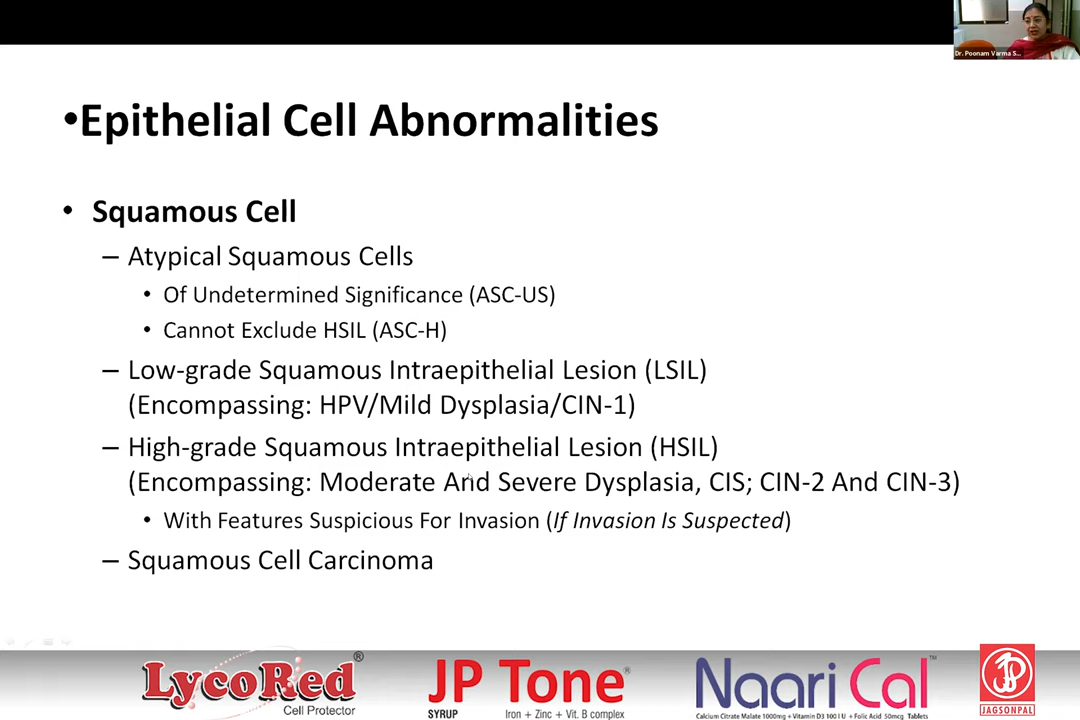 Dr. Poonam Varma S...
•Epithelial Cell Abnormalities
• Squamous Cell
– Atypical Squamous Cells
• Of Undetermined Significance (ASC-US)
• Cannot Exclude HSIL (ASC-H)
– Low-grade Squamous Intraepithelial Lesion (LSIL)
(Encompassing: HPV/Mild Dysplasia/CIN-1)
– High-grade Squamous Intraepithelial Lesion (HSIL)
(Encompassing: Moderate And Severe Dysplasia, CIS; CIN-2 And CIN-3)
• With Features Suspicious For Invasion (If Invasion Is Suspected)
– Squamous Cell Carcinoma
LycoRed®
Cell Protector
JP Tone®
SYRUP Iron + Zinc + Vit. B complex
Naari Cal™
Calcium Citrate Malate 1000mg + Vitamin D3 100 I U + Folic Acid 50mcg Tablets
JP
JAGSONPAL